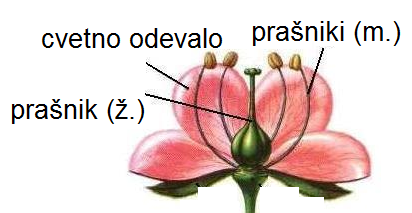 cvetno odevalo
prašniki (m.)
prašnik (ž.)